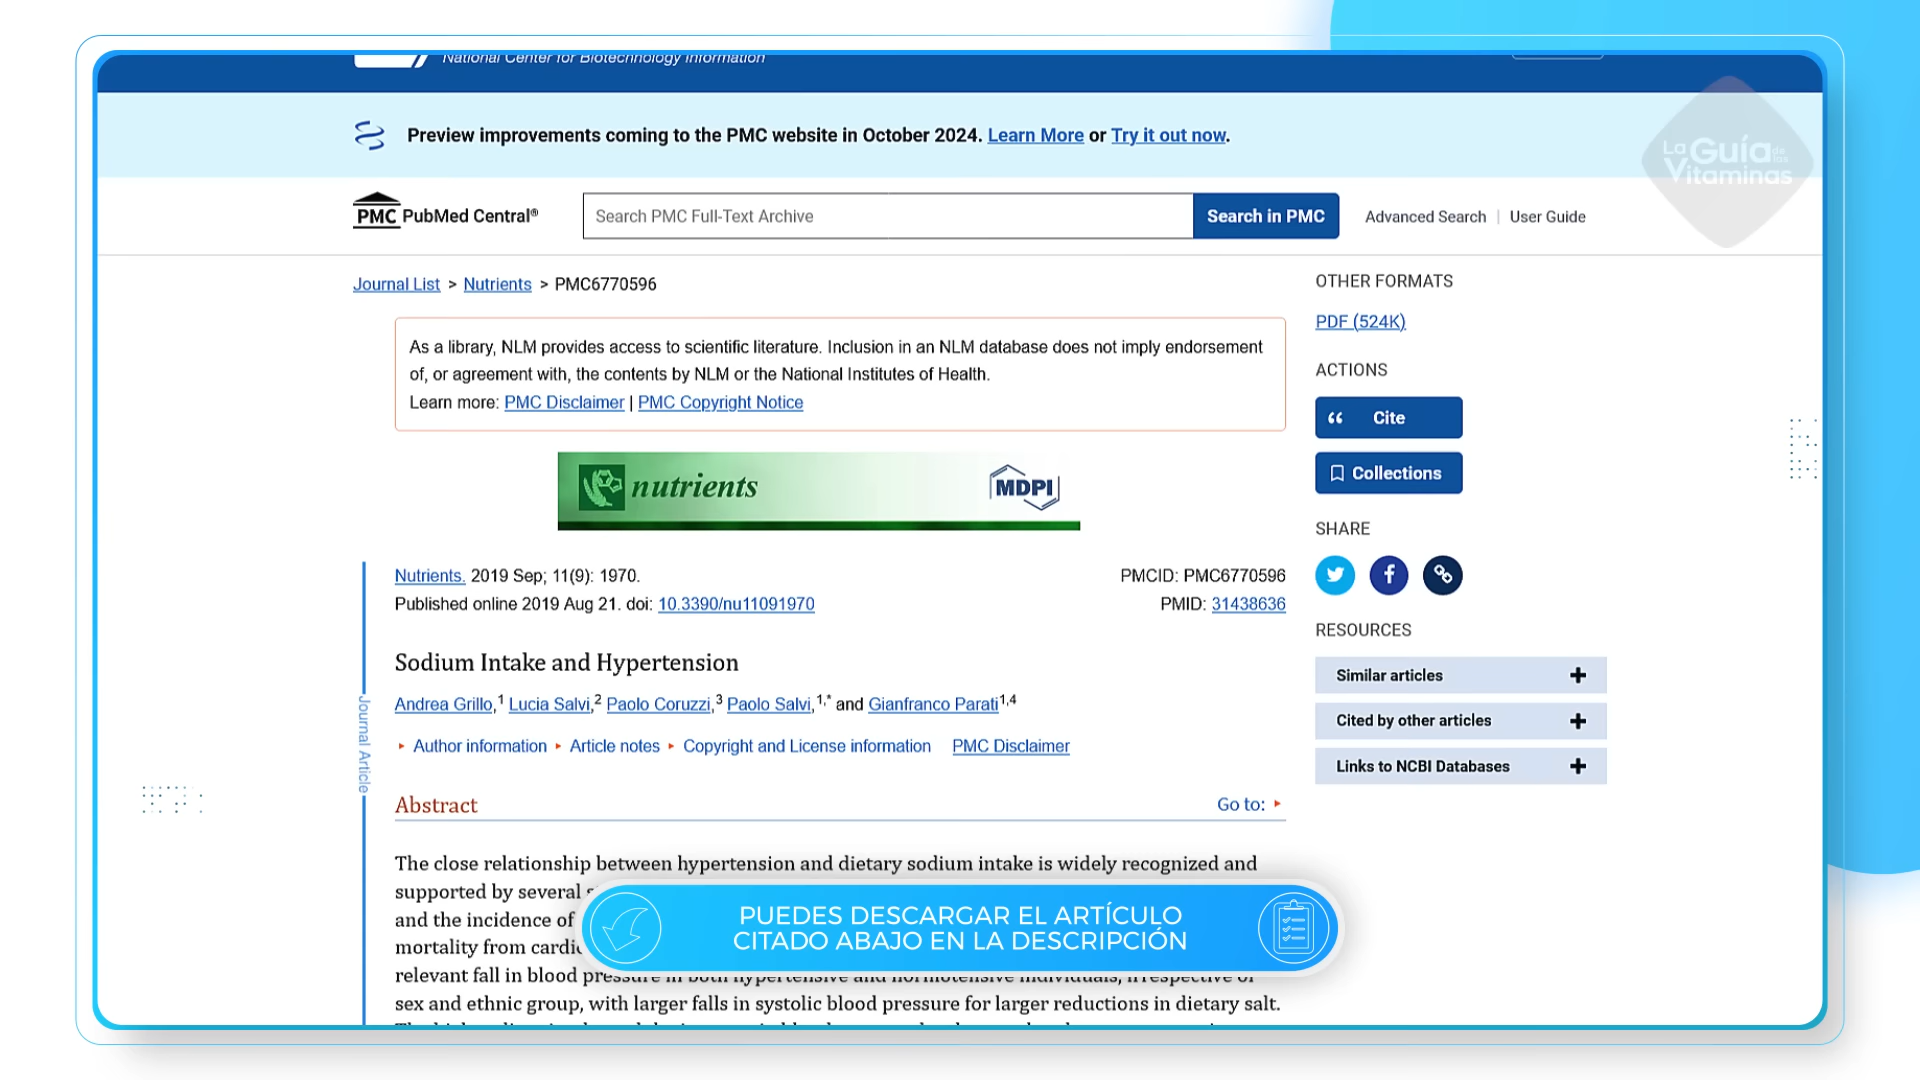 National Center for Biotechnology Information
Preview improvements coming to the PMC website in October 2024. Learn More or Try it out now.
La Guía de las Vitaminas
PMC PubMed Central®
Search PMC Full-Text Archive
Search in PMC
Advanced Search | User Guide
Journal List > Nutrients > PMC6770596
OTHER FORMATS
PDF (524K)
As a library, NLM provides access to scientific literature. Inclusion in an NLM database does not imply endorsement
of, or agreement with, the contents by NLM or the National Institutes of Health.
Learn more: PMC Disclaimer | PMC Copyright Notice
ACTIONS
Cite
Collections
nutrients
MDPI
SHARE
Nutrients. 2019 Sep; 11(9): 1970.
PMCID: PMC6770596
Published online 2019 Aug 21. doi: 10.3390/nu11091970
PMID: 31438636
RESOURCES
Similar articles
Cited by other articles
Links to NCBI Databases
Journal Article
Sodium Intake and Hypertension
Andrea Grillo,1 Lucia Salvi,2 Paolo Coruzzi,3 Paolo Salvi,1,* and Gianfranco Parati1,4
Author information Article notes Copyright and License information PMC Disclaimer
Abstract
Go to:
The close relationship between hypertension and dietary sodium intake is widely recognized and
supported by several
and the incidence of
mortality from
relevant fall in blood pressure in both hypertensive and normotensive individuals, irrespective of
sex and ethnic group, with larger falls in systolic blood pressure for larger reductions in dietary salt.
PUEDES DESCARGAR EL ARTÍCULO
CITADO ABAJO EN LA DESCRIPCIÓN